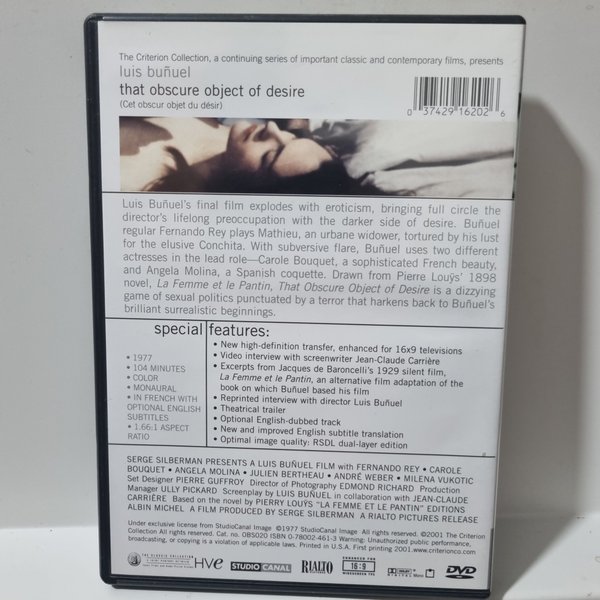 The Criterion Collection, a continuing series of important classic and contemporary films, presents
luis buñuel
that obscure object of desire
(Cet obscur objet du désir)
0 37429 16202 6
Luis Buñuel's final film explodes with eroticism, bringing full circle the
director's lifelong preoccupation with the darker side of desire. Buñuel
regular Fernando Rey plays Mathieu, an urbane widower, tortured by his lust
for the elusive Conchita. With subversive flare, Buñuel uses two different
actresses in the lead role—Carole Bouquet, a sophisticated French beauty,
and Angela Molina, a Spanish coquette. Drawn from Pierre Louÿs' 1898
novel, La Femme et le Pantin, That Obscure Object of Desire is a dizzying
game of sexual politics punctuated by a terror that harkens back to Buñuel's
brilliant surrealistic beginnings.
special features:
• 1977
• 104 MINUTES
• COLOR
• MONAURAL
• IN FRENCH WITH
OPTIONAL ENGLISH
SUBTITLES
• 1.66:1 ASPECT
RATIO
• New high-definition transfer, enhanced for 16x9 televisions
• Video interview with screenwriter Jean-Claude Carrière
• Excerpts from Jacques de Baroncelli's 1929 silent film,
La Femme et le Pantin, an alternative film adaptation of the
book on which Buñuel based his film
• Reprinted interview with director Luis Buñuel
• Theatrical trailer
• Optional English-dubbed track
• New and improved English subtitle translation
• Optimal image quality: RSDL dual-layer edition
SERGE SILBERMAN PRESENTS A LUIS BUÑUEL FILM WITH FERNANDO REY • CAROLE
BOUQUET • ANGELA MOLINA • JULIEN BERTHEAU • ANDRÉ WEBER • MILENA VUKOTIC
Set Designer PIERRE GUFFROY Director of Photography EDMOND RICHARD Production
Manager ULLY PICKARD Screenplay by LUIS BUÑUEL in collaboration with JEAN-CLAUDE
CARRIÈRE Based on the novel by PIERRY LOUŸS "LA FEMME ET LE PANTIN" EDITIONS
ALBIN MICHEL A FILM PRODUCED BY SERGE SILBERMAN A RIALTO PICTURES RELEASE
Under exclusive license from StudioCanal Image ©1977 StudioCanal Image All rights reserved. ©2001 The Criterion
Collection All rights reserved. Cat. no. OBS020 ISBN 0-78002-461-3 Warning: Unauthorized public performance,
broadcasting, or copying is a violation of applicable laws. Printed in U.S.A. First printing 2001. www.criterionco.com
THE CRITERION COLLECTION
HVe
STUDIO CANAL
RIALTO
ENHANCED FOR
16:9
WIDESCREEN TVS
DOLBY
DIGITAL
DVD